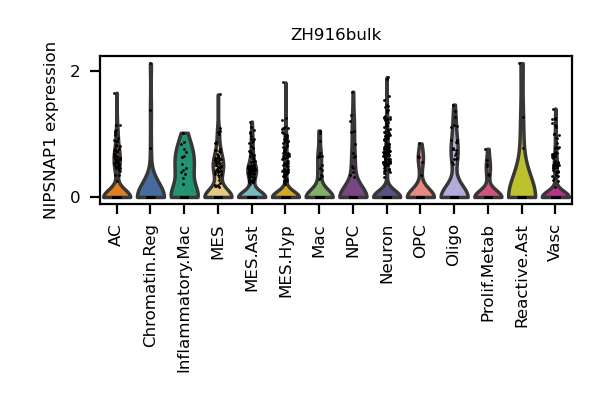 ZH916bulk
NIPSNAP1 expression
2
0
AC
Chromatin.Reg
Inflammatory.Mac
MES
MES.Ast
MES.Hyp
Mac
NPC
Neuron
OPC
Oligo
Prolif.Metab
Reactive.Ast
Vasc